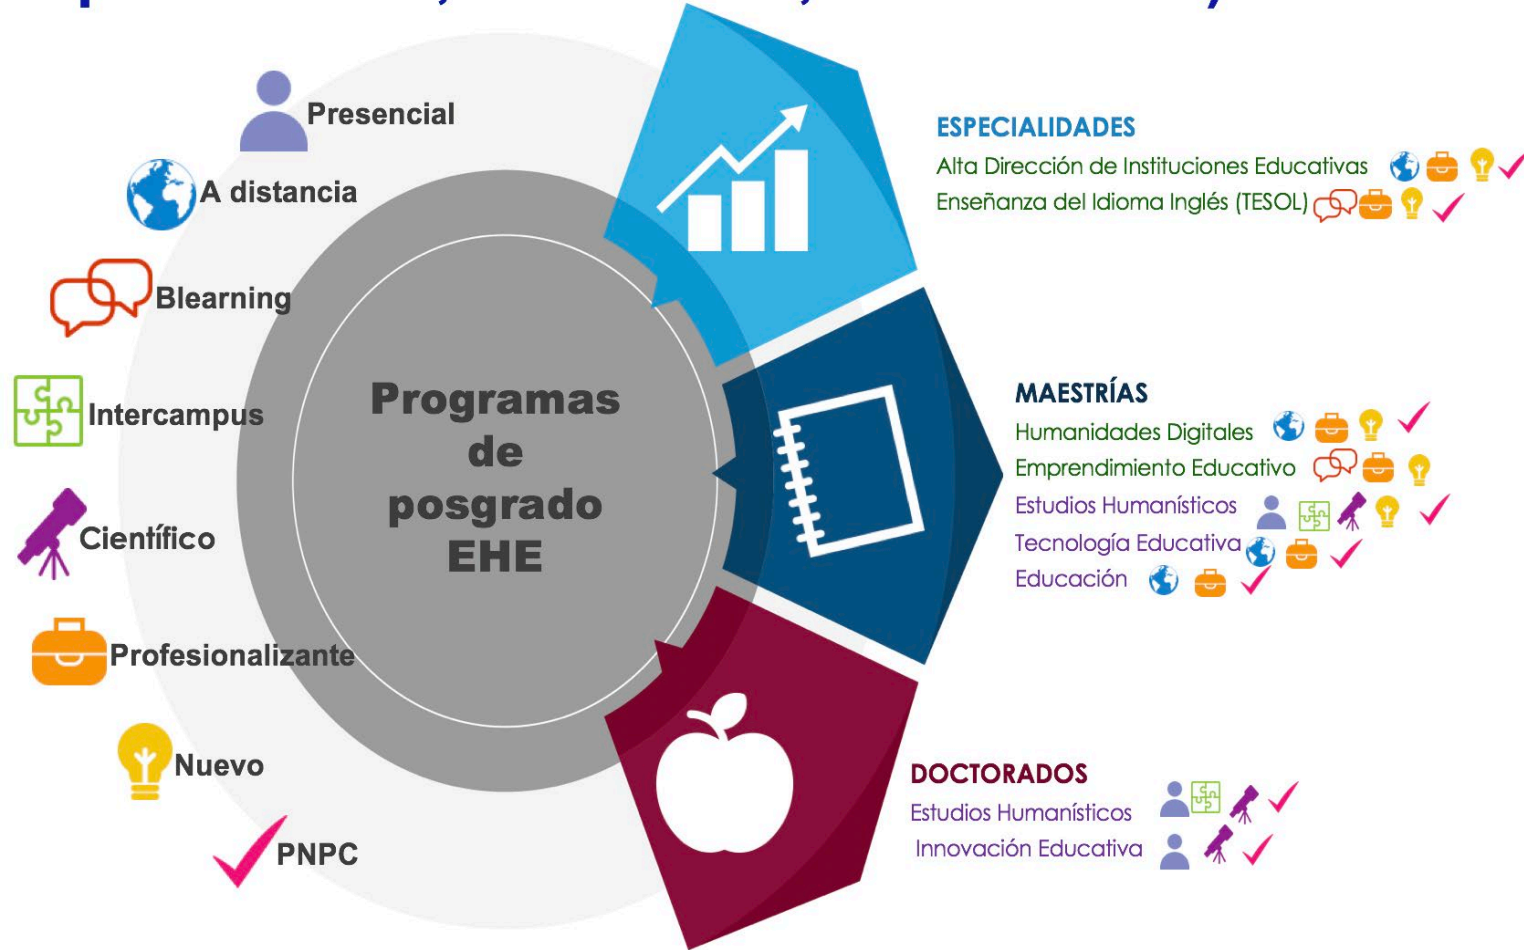 Presencial
A distancia
Blearning
Intercampus
Científico
Profesionalizante
Nuevo
PNPC
Programas
de
posgrado
EHE
ESPECIALIDADES
Alta Dirección de Instituciones Educativas
Enseñanza del Idioma Inglés (TESOL)
MAESTRÍAS
Humanidades Digitales
Emprendimiento Educativo
Estudios Humanísticos
Tecnología Educativa
Educación
DOCTORADOS
Estudios Humanísticos
Innovación Educativa